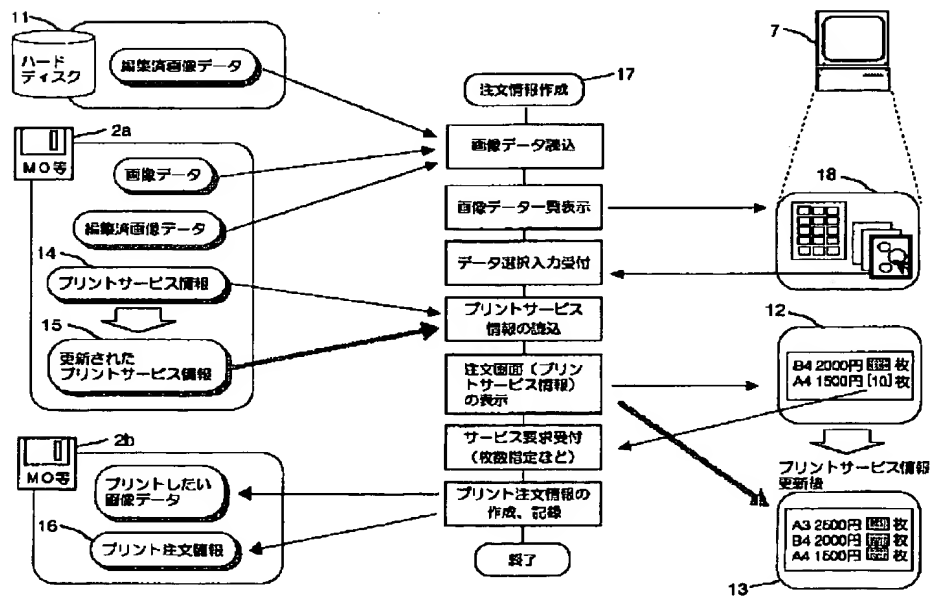 11
ハード
ディスク
編集済画像データ
2a
MO等
画像データ
編集済画像データ
14
プリントサービス情報
15
更新された
プリントサービス情報
2b
MO等
プリントしたい
画像データ
16
プリント注文情報
17
注文情報作成
画像データ読込
画像データ一覧表示
データ選択入力受付
プリントサービス
情報の読込
注文画面(プリン
トサービス情報)
の表示
サービス要求受付
(枚数指定など)
プリント注文情報の
作成、記録
終了
7
18
12
B4 2000円 枚
A4 1500円 [10] 枚
プリントサービス情報
更新後
A3 2500円 枚
B4 2000円 枚
A4 1500円 枚
13